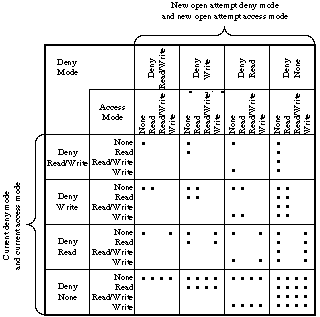 New open attempt deny mode
and new open attempt access mode
Deny
Mode
Deny
Read/Write
Deny
Write
Deny
Read
Deny
None
Access
Mode
None
Read
Read/Write
Write
None
Read
Read/Write
Write
None
Read
Read/Write
Write
None
Read
Read/Write
Write
Current deny mode
and current access mode
Deny
Read/Write
None
Read
Read/Write
Write
Deny
Write
None
Read
Read/Write
Write
Deny
Read
None
Read
Read/Write
Write
Deny
None
None
Read
Read/Write
Write